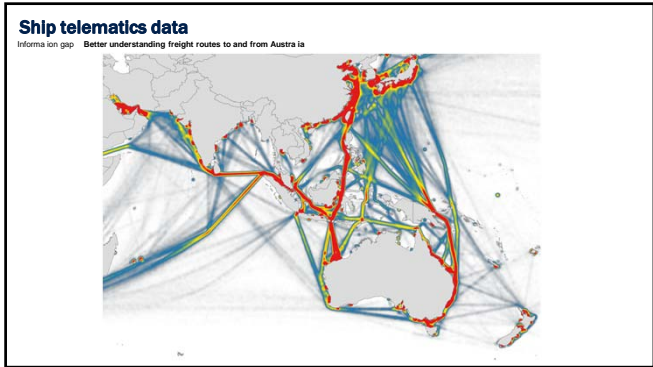 Ship telematics data
Informa ion gap Better understanding freight routes to and from Austra ia